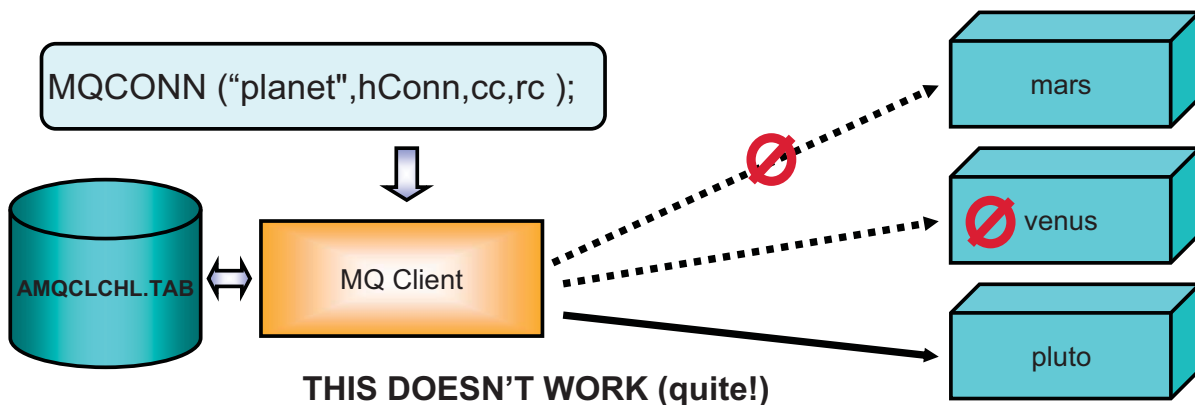 MQCONN (“planet",hConn,cc,rc );
mars
venus
AMQCLCHL.TAB
MQ Client
pluto
THIS DOESN’T WORK (quite!)